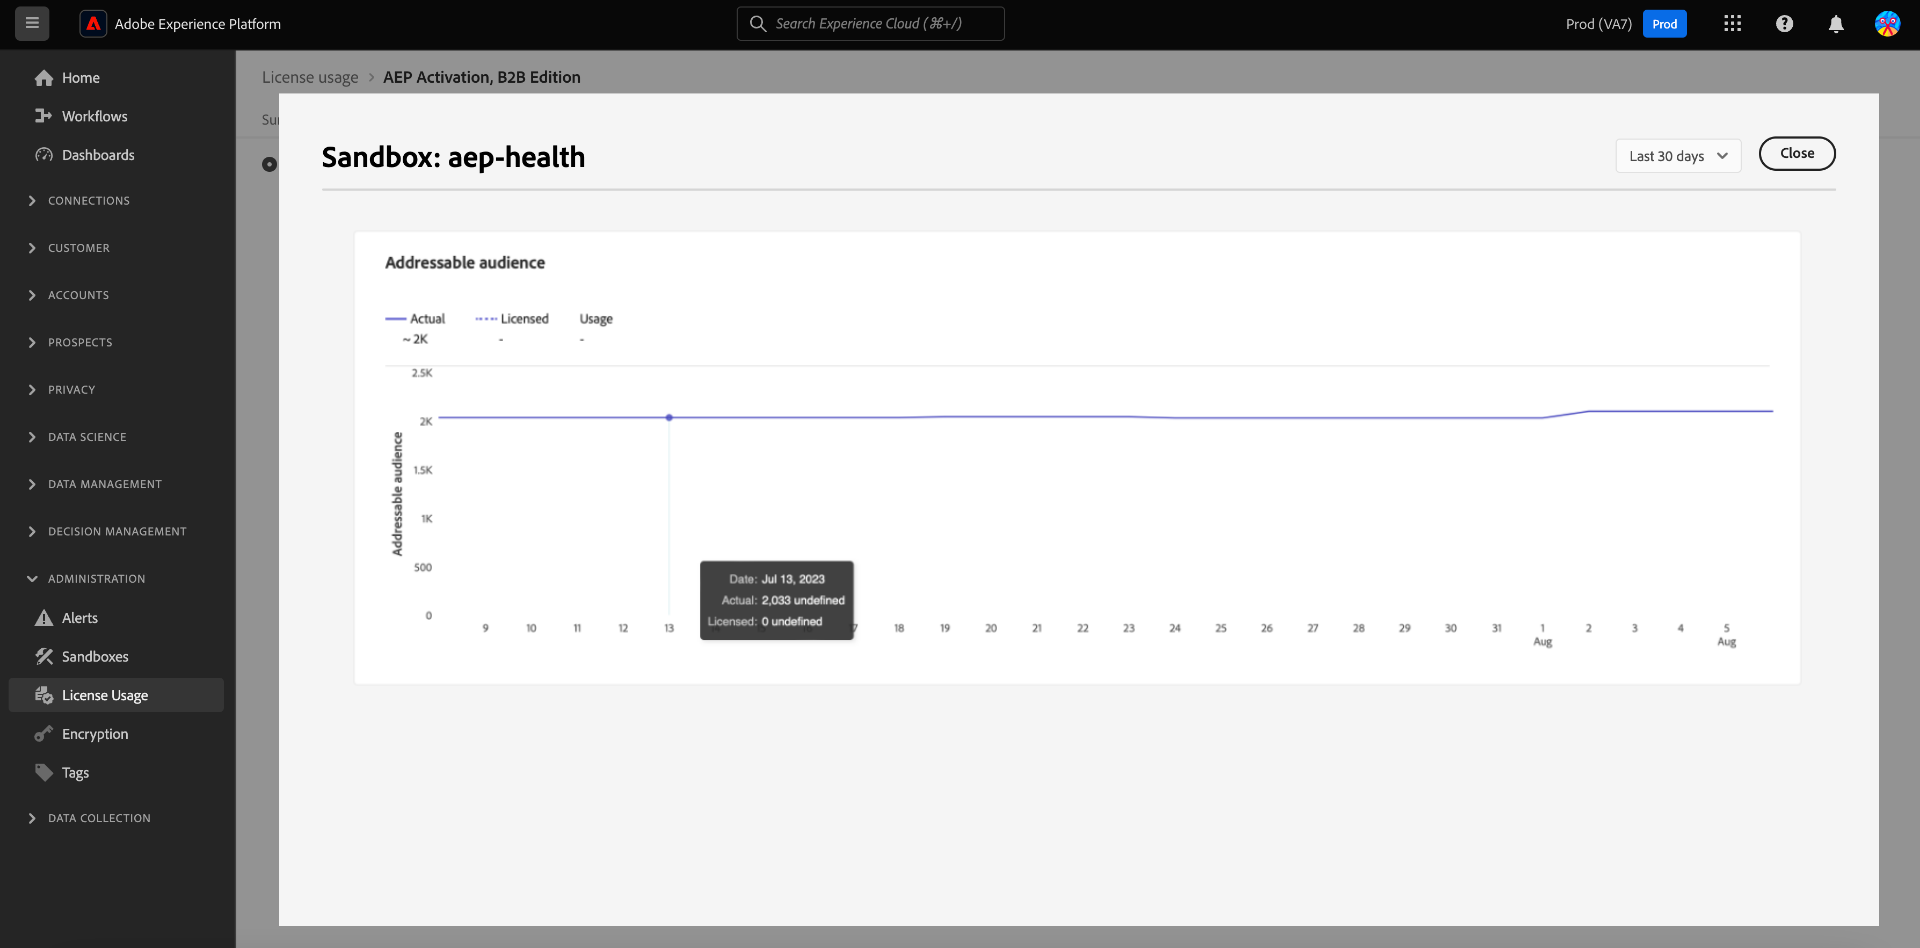 Adobe Experience Platform
Search Experience Cloud (⌘+/)
Prod (VA7)
Prod
Home
Workflows
Dashboards
CONNECTIONS
CUSTOMER
ACCOUNTS
PROSPECTS
PRIVACY
DATA SCIENCE
DATA MANAGEMENT
DECISION MANAGEMENT
ADMINISTRATION
Alerts
Sandboxes
License Usage
Encryption
Tags
DATA COLLECTION
License usage > AEP Activation, B2B Edition
Sandbox: aep-health
Last 30 days
Close
Addressable audience
Actual Licensed Usage
~ 2K - -
Addressable audience
2.5K
2K
1.5K
1K
500
0
Date: Jul 13, 2023
Actual: 2,033 undefined
Licensed: 0 undefined
9 10 11 12 13 17 18 19 20 21 22 23 24 25 26 27 28 29 30 31 1 2 3 4 5
Aug Aug